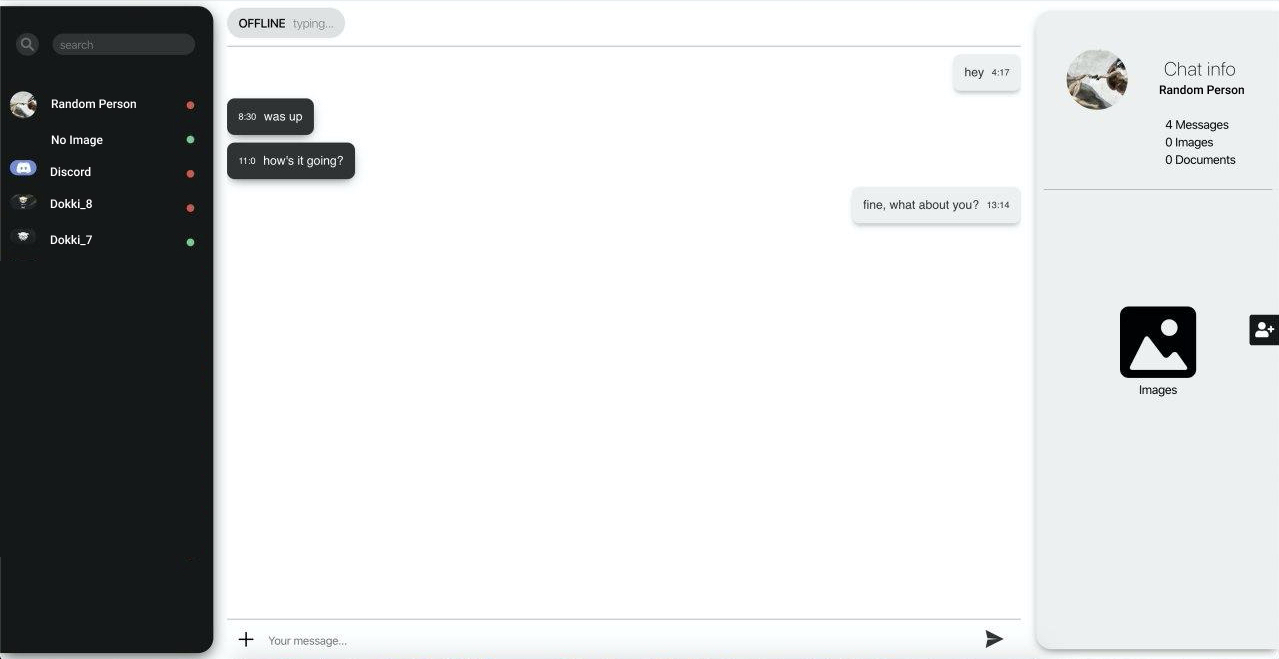 search
Random Person
No Image
Discord
Dokki_8
Dokki_7
OFFLINE typing...
hey 4:17
8:30 was up
11:0 how's it going?
fine, what about you? 13:14
Your message...
Chat info
Random Person
4 Messages
0 Images
0 Documents
Images